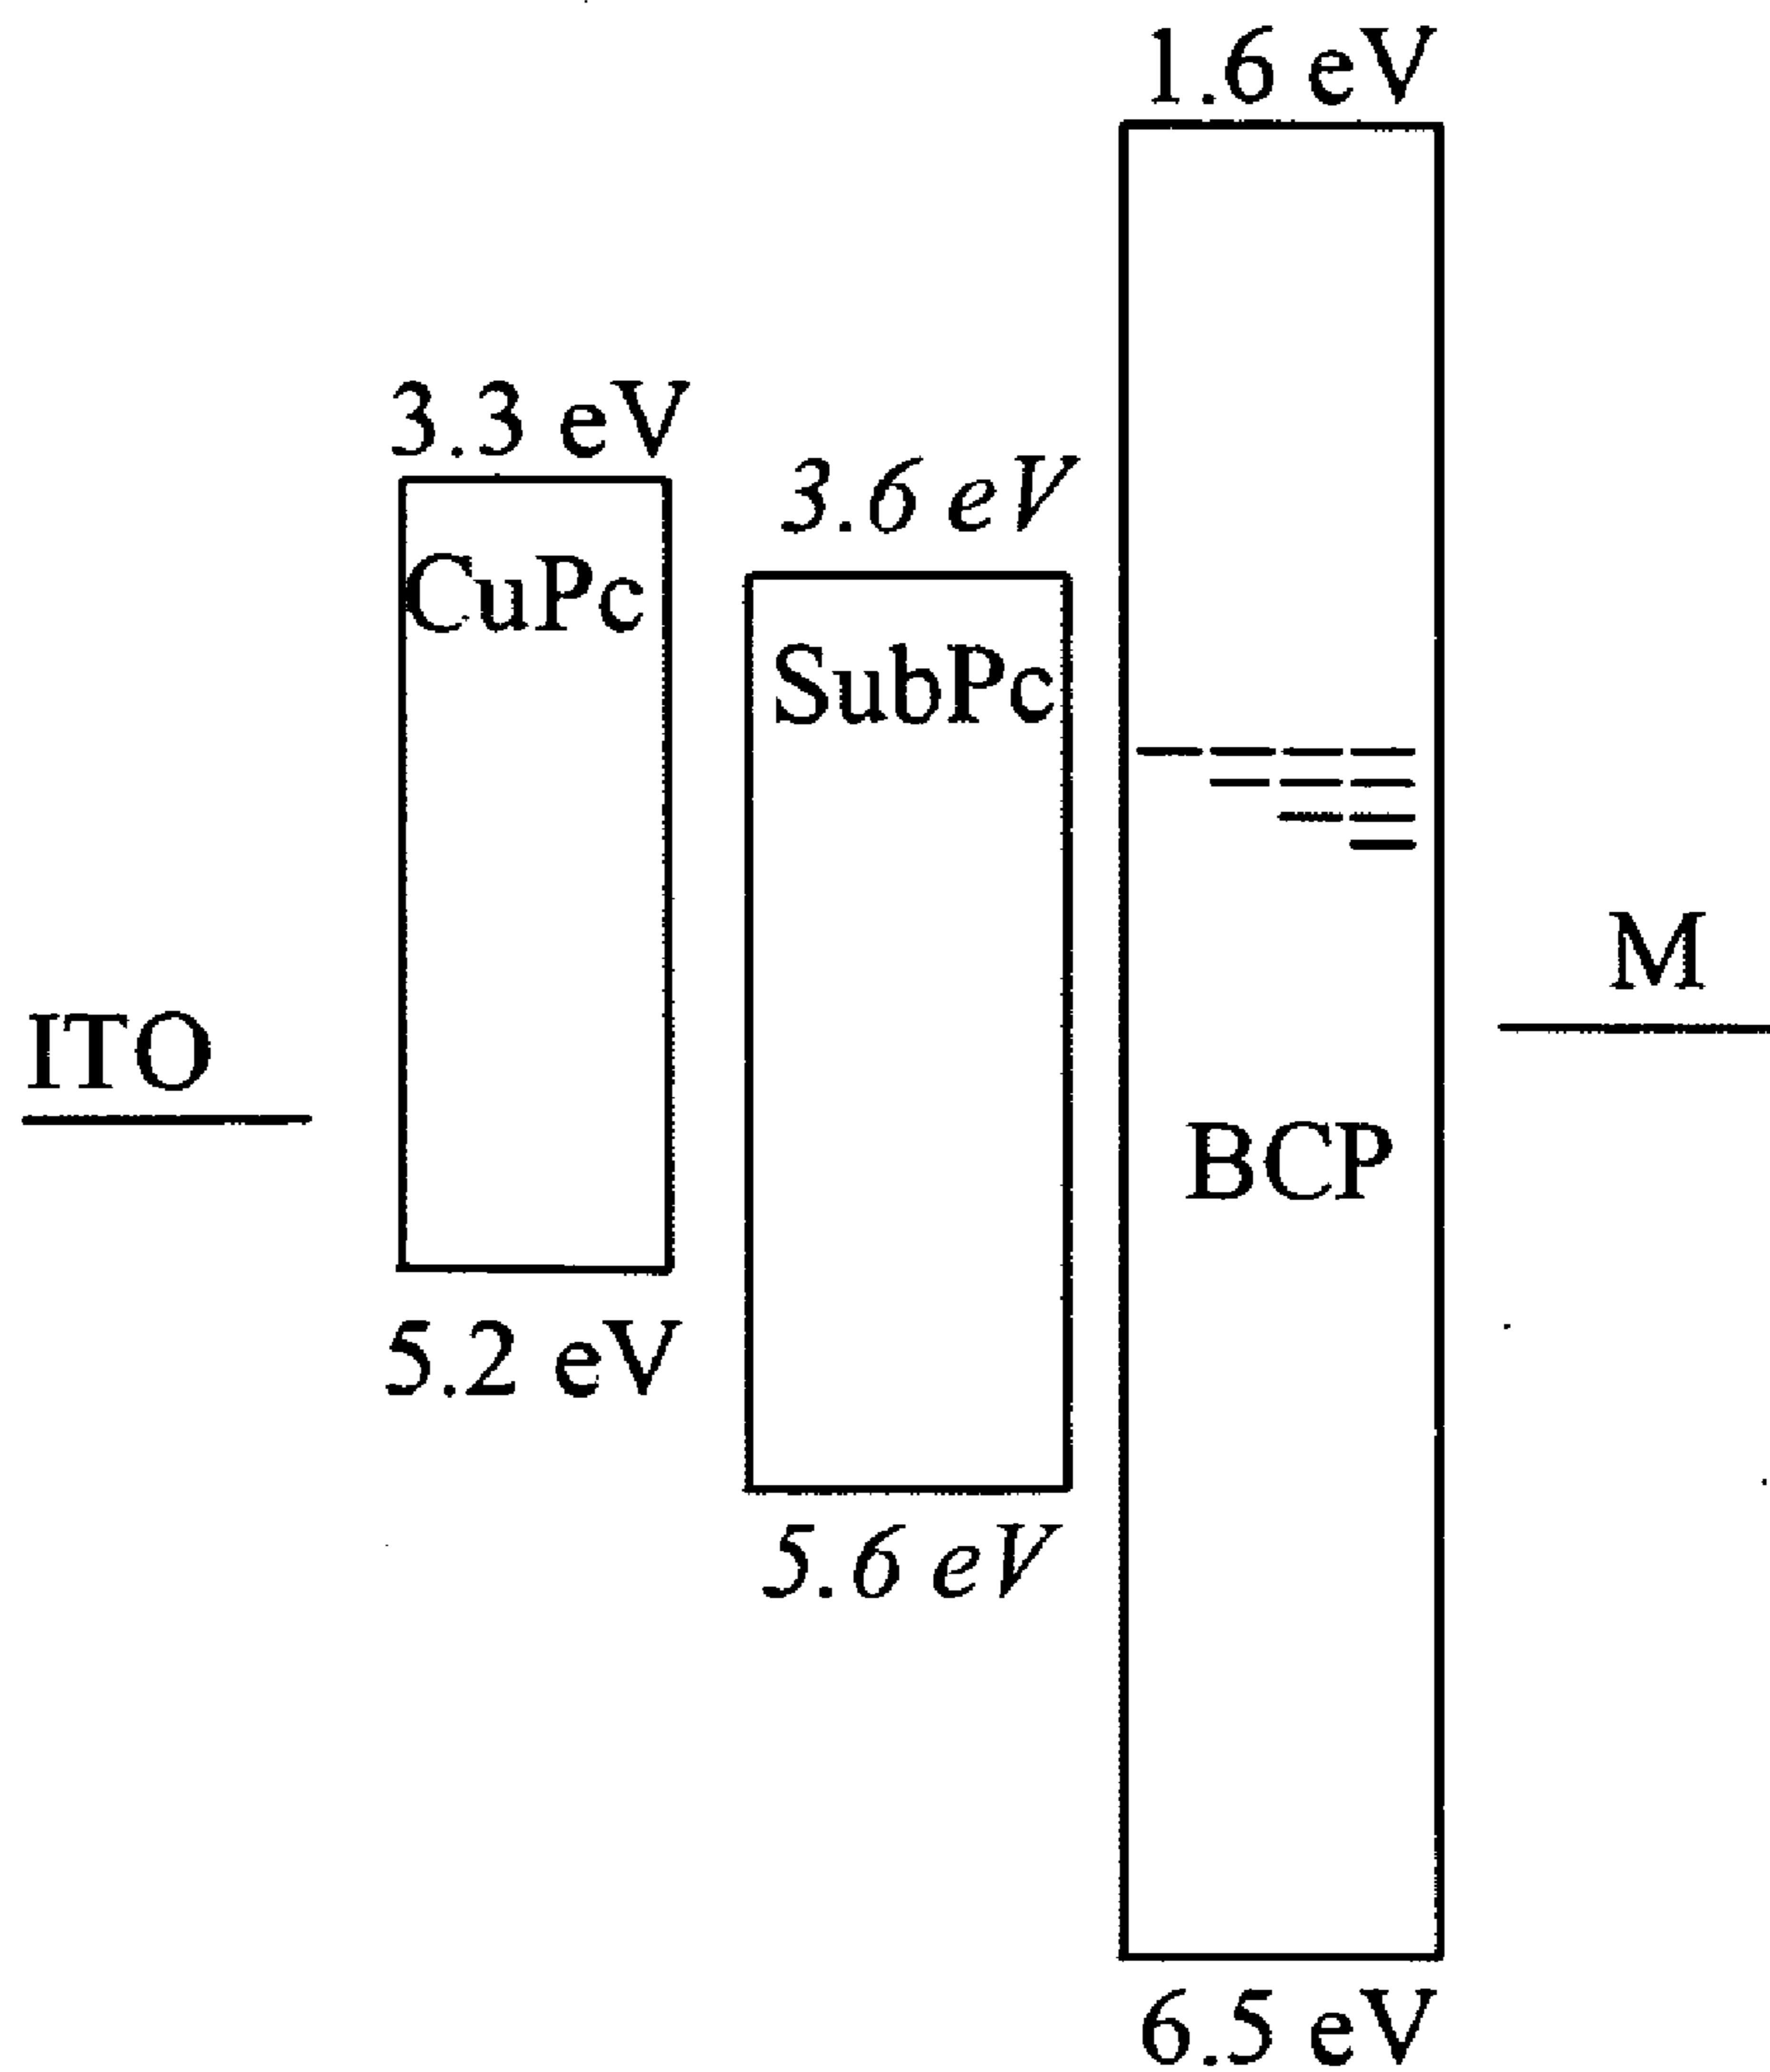 1.6 eV
3.3 eV
3.6 eV
CuPc
SubPc
M
ITO
BCP
5.2 eV
5.6 eV
6.5 eV